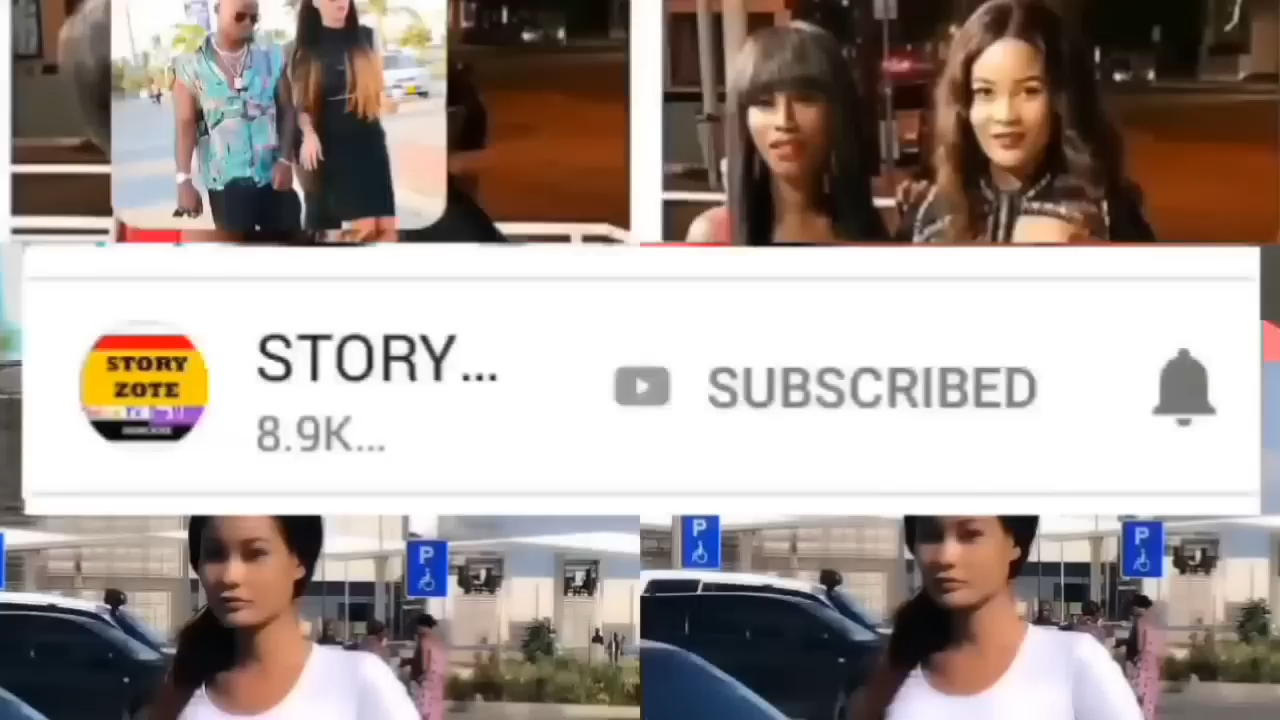 STORY
ZOTE
STORY...
8.9K...
SUBSCRIBED
P
P
P